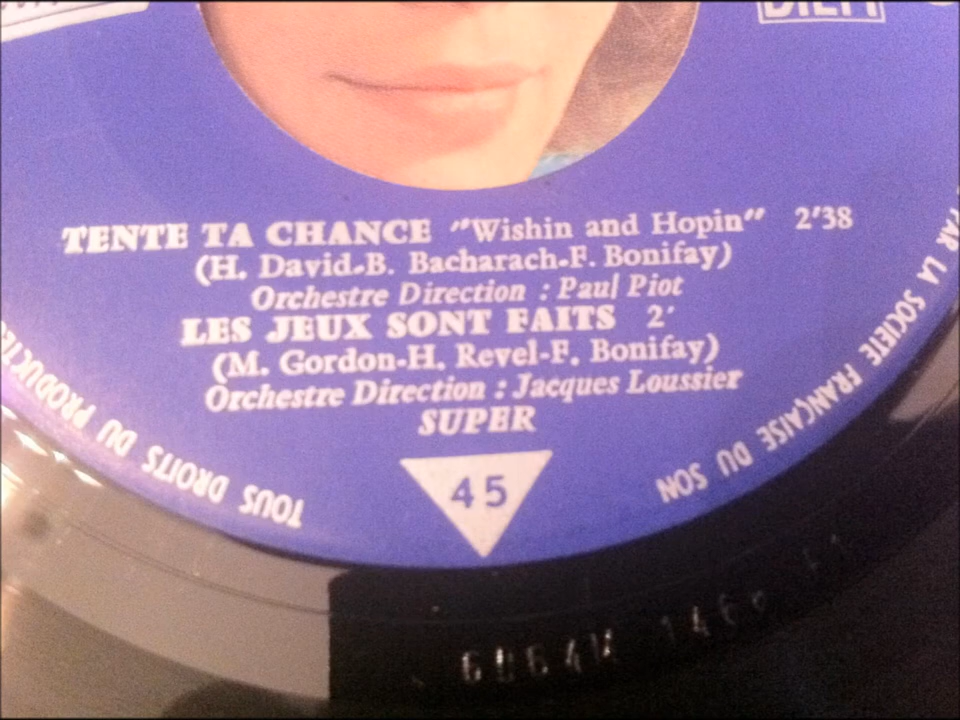 BIEM
TENTE TA CHANCE "Wishin and Hopin" 2'38
(H. David-B. Bacharach-F. Bonifay)
Orchestre Direction : Paul Piot
LES JEUX SONT FAITS 2'
(M. Gordon-H. Revel-F. Bonifay)
Orchestre Direction : Jacques Loussier
SUPER
45
TOUS DROITS DU
PAR LA SOCIETE FRANÇAISE DU SON